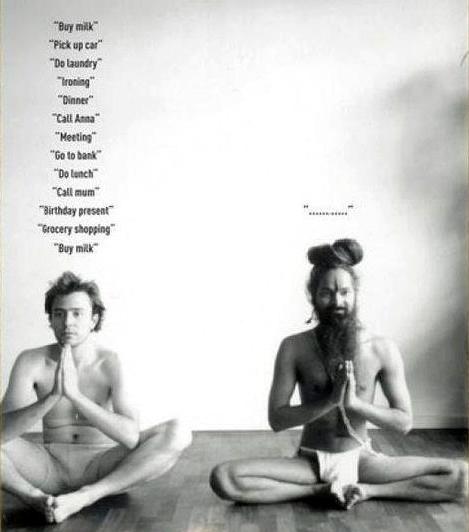 "Buy milk"
"Pick up car"
"Do laundry"
"Ironing"
"Dinner"
"Call Anna"
"Meeting"
"Go to bank"
"Do lunch"
"Call mum"
"Birthday present"
"Grocery shopping"
"Buy milk"
"..........."